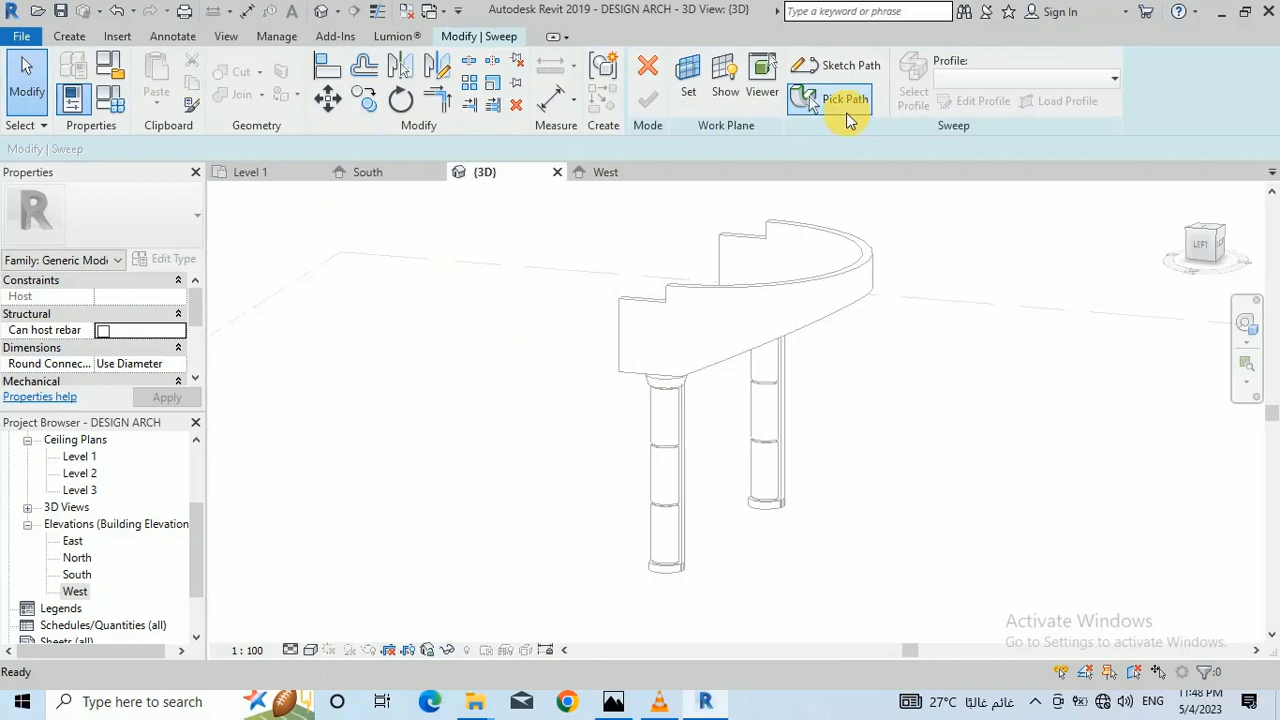 Autodesk Revit 2019 - DESIGN ARCH - 3D View: {3D}
Type a keyword or phrase
Sign In
File Create Insert Annotate View Manage Add-Ins Lumion® Modify | Sweep
Modify
Select
Properties
Paste
Clipboard
Cut
Join
Geometry
Modify
Measure
Create
Mode
Set
Show
Viewer
Work Plane
Sketch Path
Pick Path
Select
Profile
Profile:
Edit Profile
Load Profile
Sweep
Modify | Sweep
Properties
Level 1
South
{3D}
West
Family: Generic Mode
Edit Type
Constraints
Host
Structural
Can host rebar
Dimensions
Round Connec... Use Diameter
Mechanical
Properties help
Apply
Project Browser - DESIGN ARCH
Ceiling Plans
Level 1
Level 2
Level 3
3D Views
Elevations (Building Elevation
East
North
South
West
Legends
Schedules/Quantities (all)
Sheets (all)
LEFT
Activate Windows
Go to Settings to activate Windows.
1 : 100
Ready
:0
Type here to search
27°C
غائم غالبًا
ENG
11:48 PM
5/4/2023